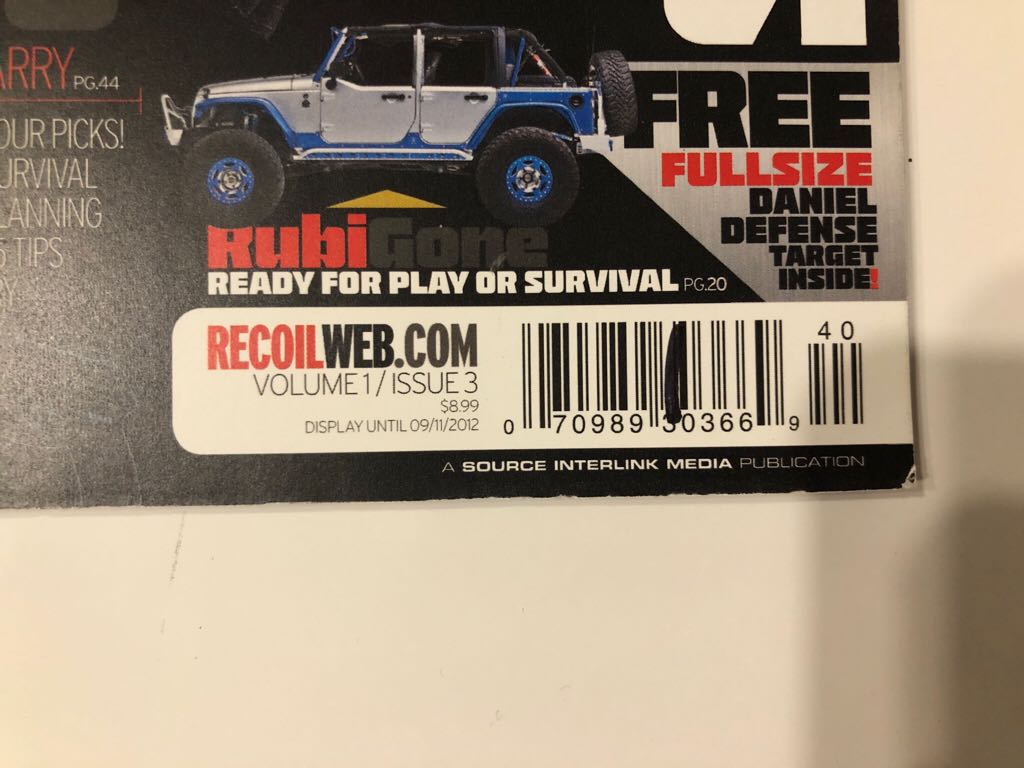 ARRY PG.44
OUR PICKS!
URVIVAL
LANNING
5 TIPS
FREE
FULLSIZE
DANIEL
DEFENSE
TARGET
INSIDE!
RubiGone
READY FOR PLAY OR SURVIVAL PG.20
RECOILWEB.COM
VOLUME 1 / ISSUE 3
$8.99
DISPLAY UNTIL 09/11/2012
40
0 70989 30366 9
A SOURCE INTERLINK MEDIA PUBLICATION